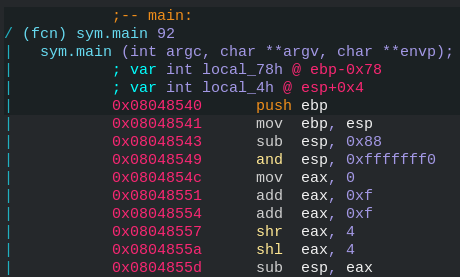 ;-- main:
/ (fcn) sym.main 92
|   sym.main (int argc, char **argv, char **envp);
|           ; var int local_78h @ ebp-0x78
|           ; var int local_4h @ esp+0x4
|           0x08048540      push ebp
|           0x08048541      mov  ebp, esp
|           0x08048543      sub  esp, 0x88
|           0x08048549      and  esp, 0xfffffff0
|           0x0804854c      mov  eax, 0
|           0x08048551      add  eax, 0xf
|           0x08048554      add  eax, 0xf
|           0x08048557      shr  eax, 4
|           0x0804855a      shl  eax, 4
|           0x0804855d      sub  esp, eax